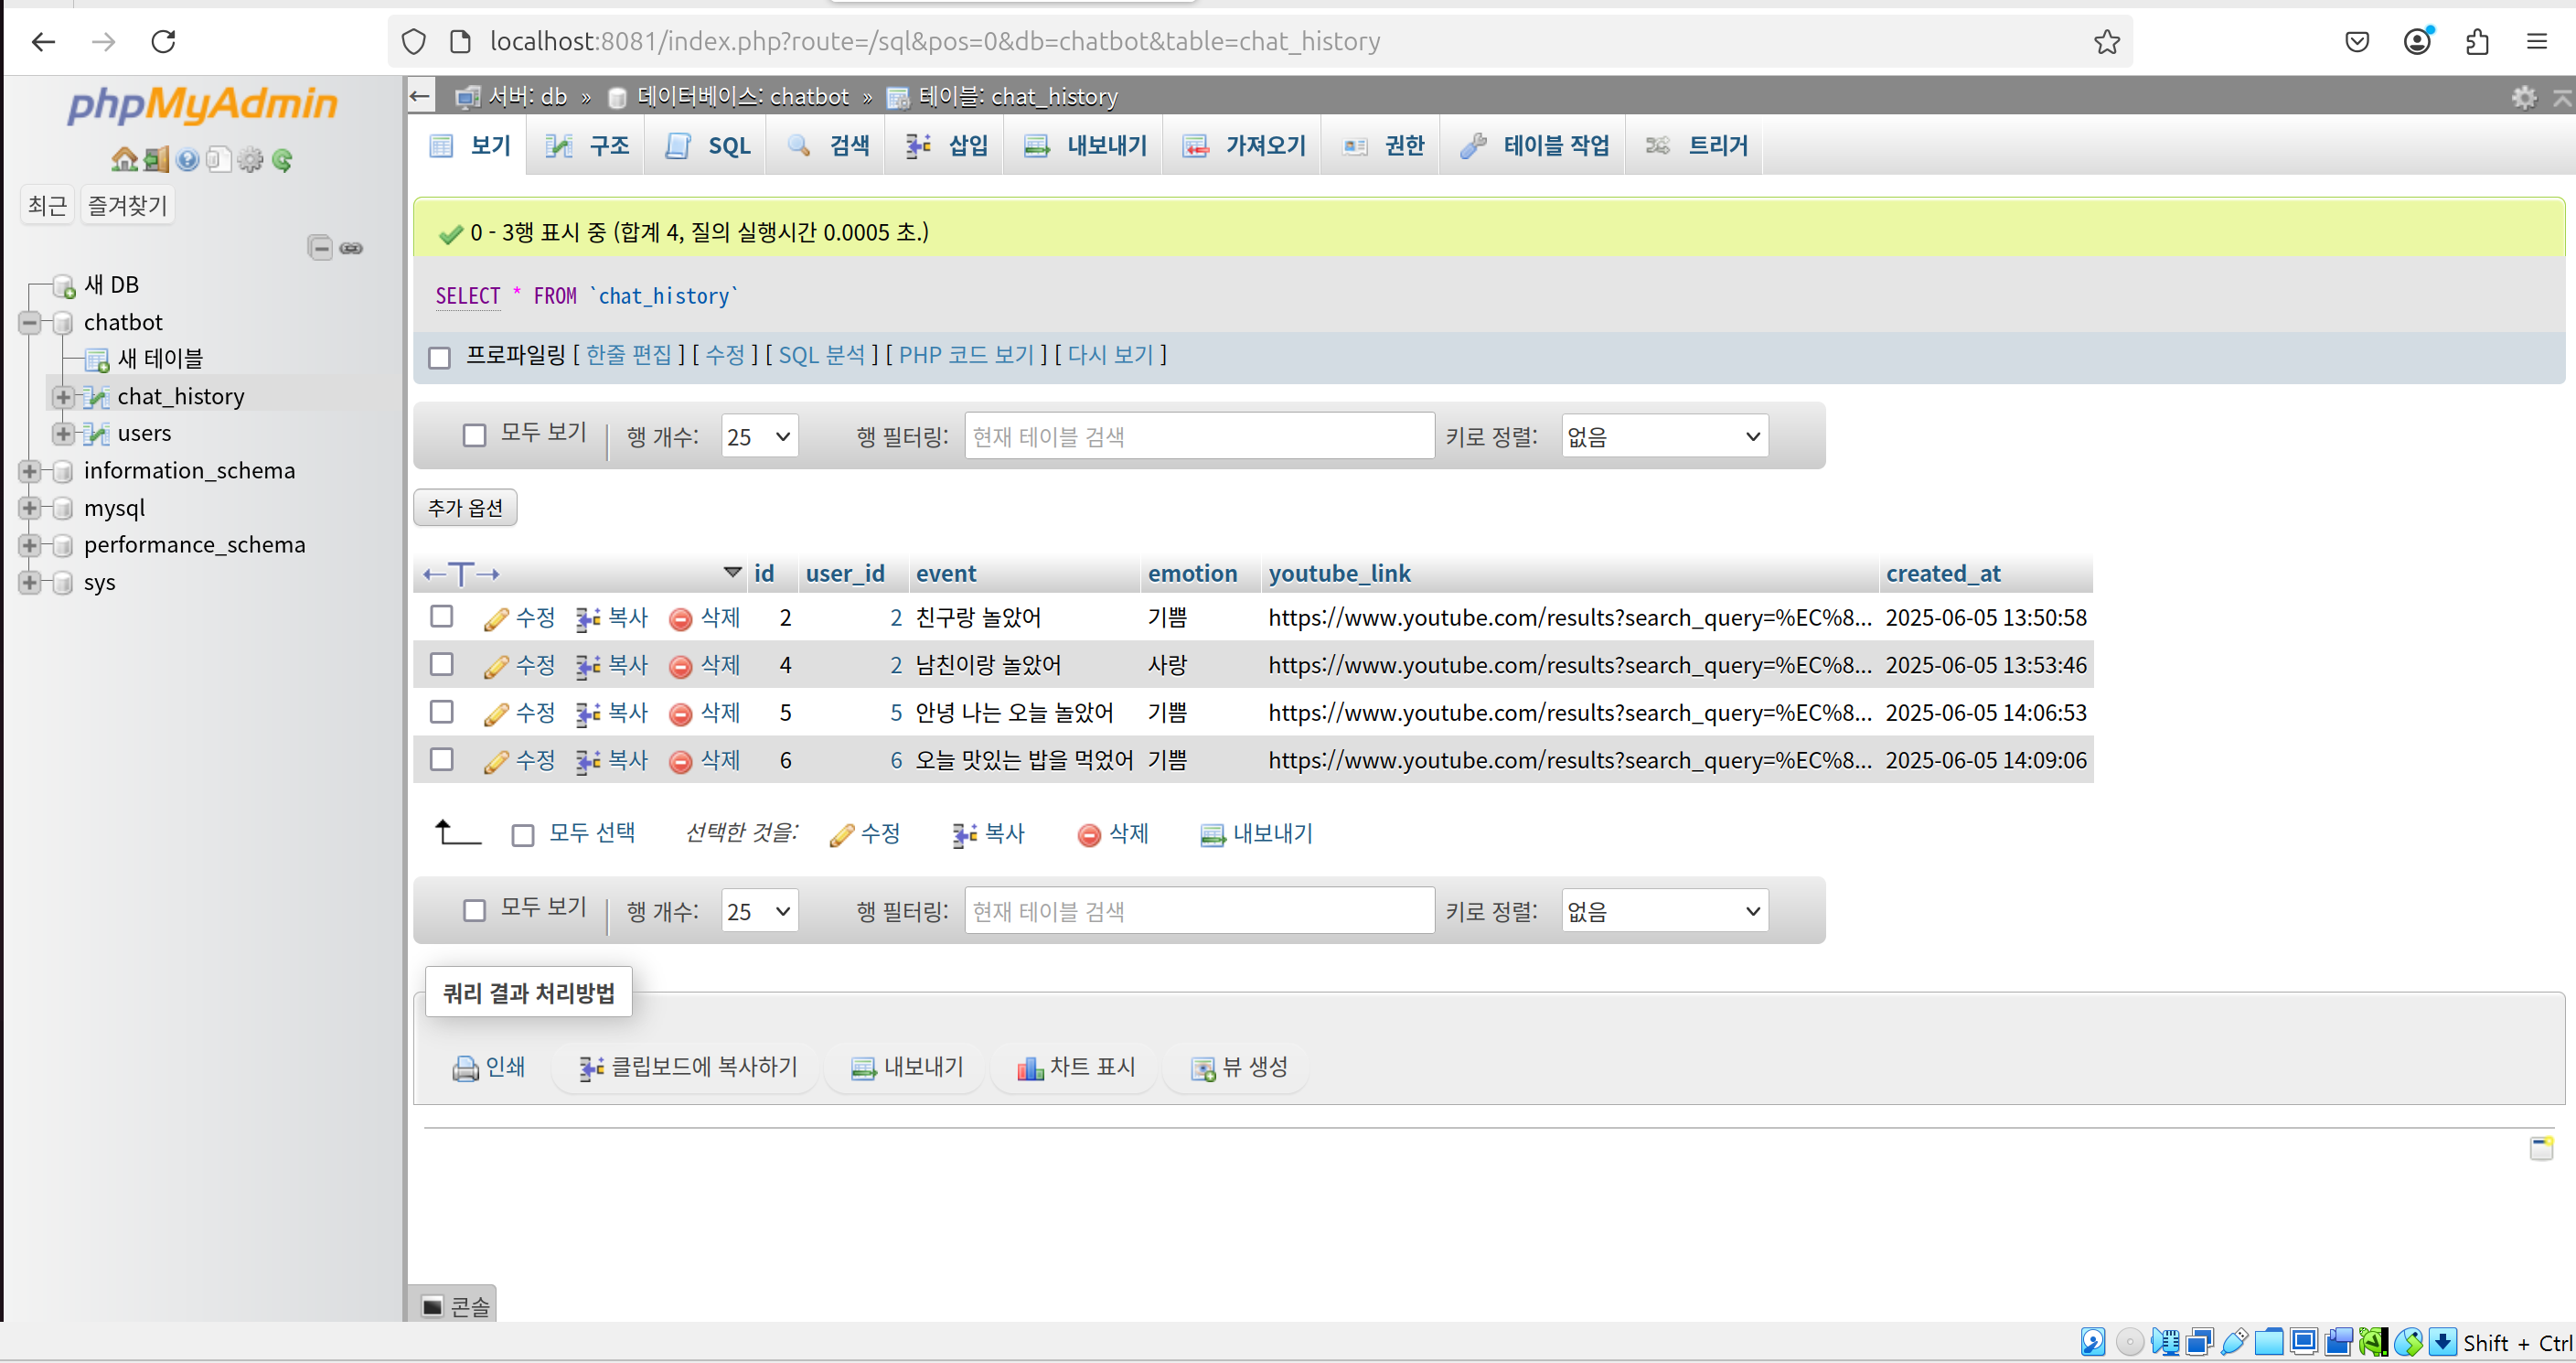 localhost:8081/index.php?route=/sql&pos=0&db=chatbot&table=chat_history
phpMyAdmin
최근 즐겨찾기
새 DB
chatbot
새 테이블
chat_history
users
information_schema
mysql
performance_schema
sys
서버: db » 데이터베이스: chatbot » 테이블: chat_history
보기 구조 SQL 검색 삽입 내보내기 가져오기 권한 테이블 작업 트리거
0 - 3행 표시 중 (합계 4, 질의 실행시간 0.0005 초.)
SELECT * FROM `chat_history`
프로파일링 [ 한줄 편집 ] [ 수정 ] [ SQL 분석 ] [ PHP 코드 보기 ] [ 다시 보기 ]
모두 보기 행 개수: 25 행 필터링: 현재 테이블 검색 키로 정렬: 없음
추가 옵션
←T→ id user_id event emotion youtube_link created_at
수정 복사 삭제 2 2 친구랑 놀았어 기쁨 https://www.youtube.com/results?search_query=%EC%8... 2025-06-05 13:50:58
수정 복사 삭제 4 2 남친이랑 놀았어 사랑 https://www.youtube.com/results?search_query=%EC%8... 2025-06-05 13:53:46
수정 복사 삭제 5 5 안녕 나는 오늘 놀았어 기쁨 https://www.youtube.com/results?search_query=%EC%8... 2025-06-05 14:06:53
수정 복사 삭제 6 6 오늘 맛있는 밥을 먹었어 기쁨 https://www.youtube.com/results?search_query=%EC%8... 2025-06-05 14:09:06
모두 선택 선택한 것을: 수정 복사 삭제 내보내기
모두 보기 행 개수: 25 행 필터링: 현재 테이블 검색 키로 정렬: 없음
쿼리 결과 처리방법
인쇄 클립보드에 복사하기 내보내기 차트 표시 뷰 생성
콘솔
Shift + Ctrl